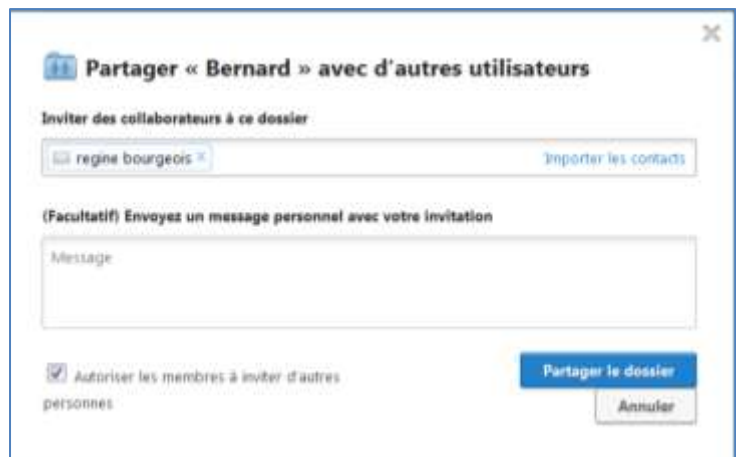 Partager « Bernard » avec d'autres utilisateurs
Inviter des collaborateurs à ce dossier
regine bourgeois ×
Importer les contacts
(Facultatif) Envoyez un message personnel avec votre invitation
Message
Autoriser les membres à inviter d'autres
personnes
Partager le dossier
Annuler